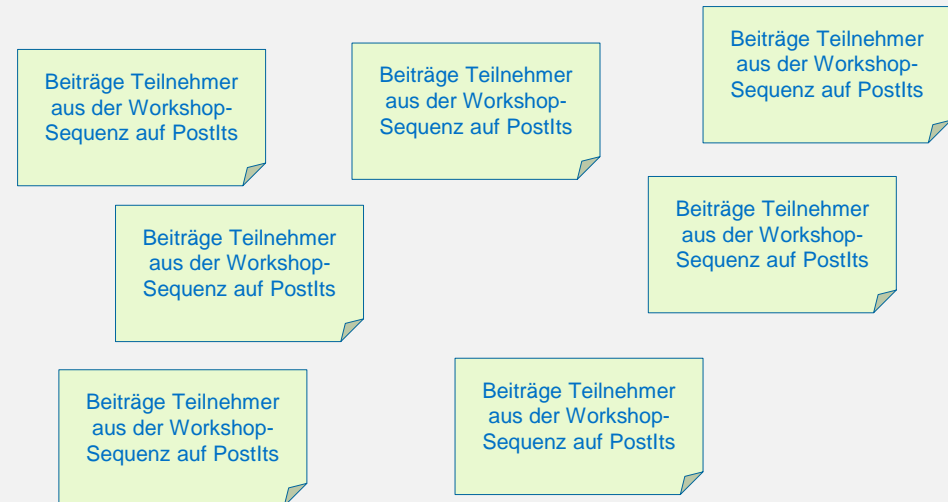 Beiträge Teilnehmer
aus der Workshop-
Sequenz auf PostIts
Beiträge Teilnehmer
aus der Workshop-
Sequenz auf PostIts
Beiträge Teilnehmer
aus der Workshop-
Sequenz auf PostIts
Beiträge Teilnehmer
aus der Workshop-
Sequenz auf PostIts
Beiträge Teilnehmer
aus der Workshop-
Sequenz auf PostIts
Beiträge Teilnehmer
aus der Workshop-
Sequenz auf PostIts
Beiträge Teilnehmer
aus der Workshop-
Sequenz auf PostIts